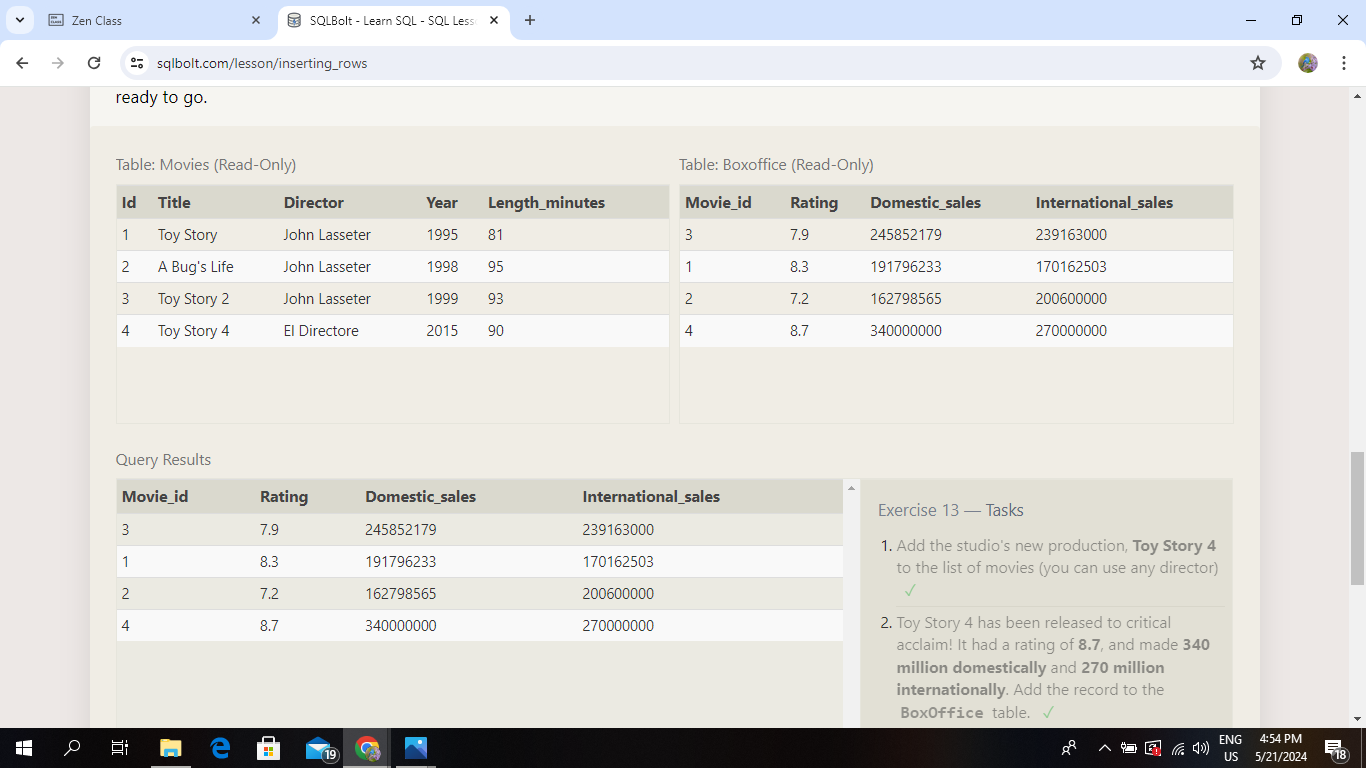 Zen Class
SQLBolt - Learn SQL - SQL Less
sqlbolt.com/lesson/inserting_rows
ready to go.
Table: Movies (Read-Only)
Id Title Director Year Length_minutes
1 Toy Story John Lasseter 1995 81
2 A Bug's Life John Lasseter 1998 95
3 Toy Story 2 John Lasseter 1999 93
4 Toy Story 4 El Directore 2015 90
Table: Boxoffice (Read-Only)
Movie_id Rating Domestic_sales International_sales
3 7.9 245852179 239163000
1 8.3 191796233 170162503
2 7.2 162798565 200600000
4 8.7 340000000 270000000
Query Results
Movie_id Rating Domestic_sales International_sales
3 7.9 245852179 239163000
1 8.3 191796233 170162503
2 7.2 162798565 200600000
4 8.7 340000000 270000000
Exercise 13 — Tasks
1. Add the studio's new production, Toy Story 4
to the list of movies (you can use any director)
✓
2. Toy Story 4 has been released to critical
acclaim! It had a rating of 8.7, and made 340
million domestically and 270 million
internationally. Add the record to the
BoxOffice table. ✓
19
ENG
US
4:54 PM
5/21/2024
18